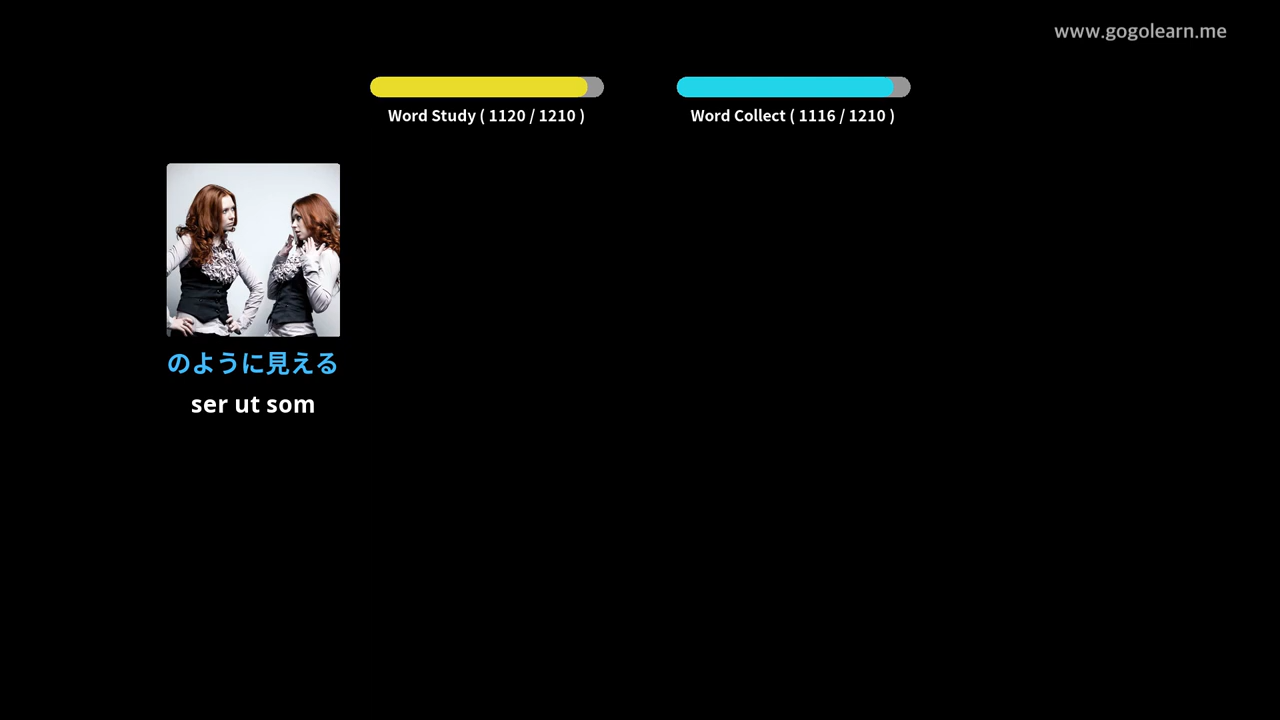 www.gogolearn.me
Word Study ( 1120 / 1210 )
Word Collect ( 1116 / 1210 )
のように見える
ser ut som